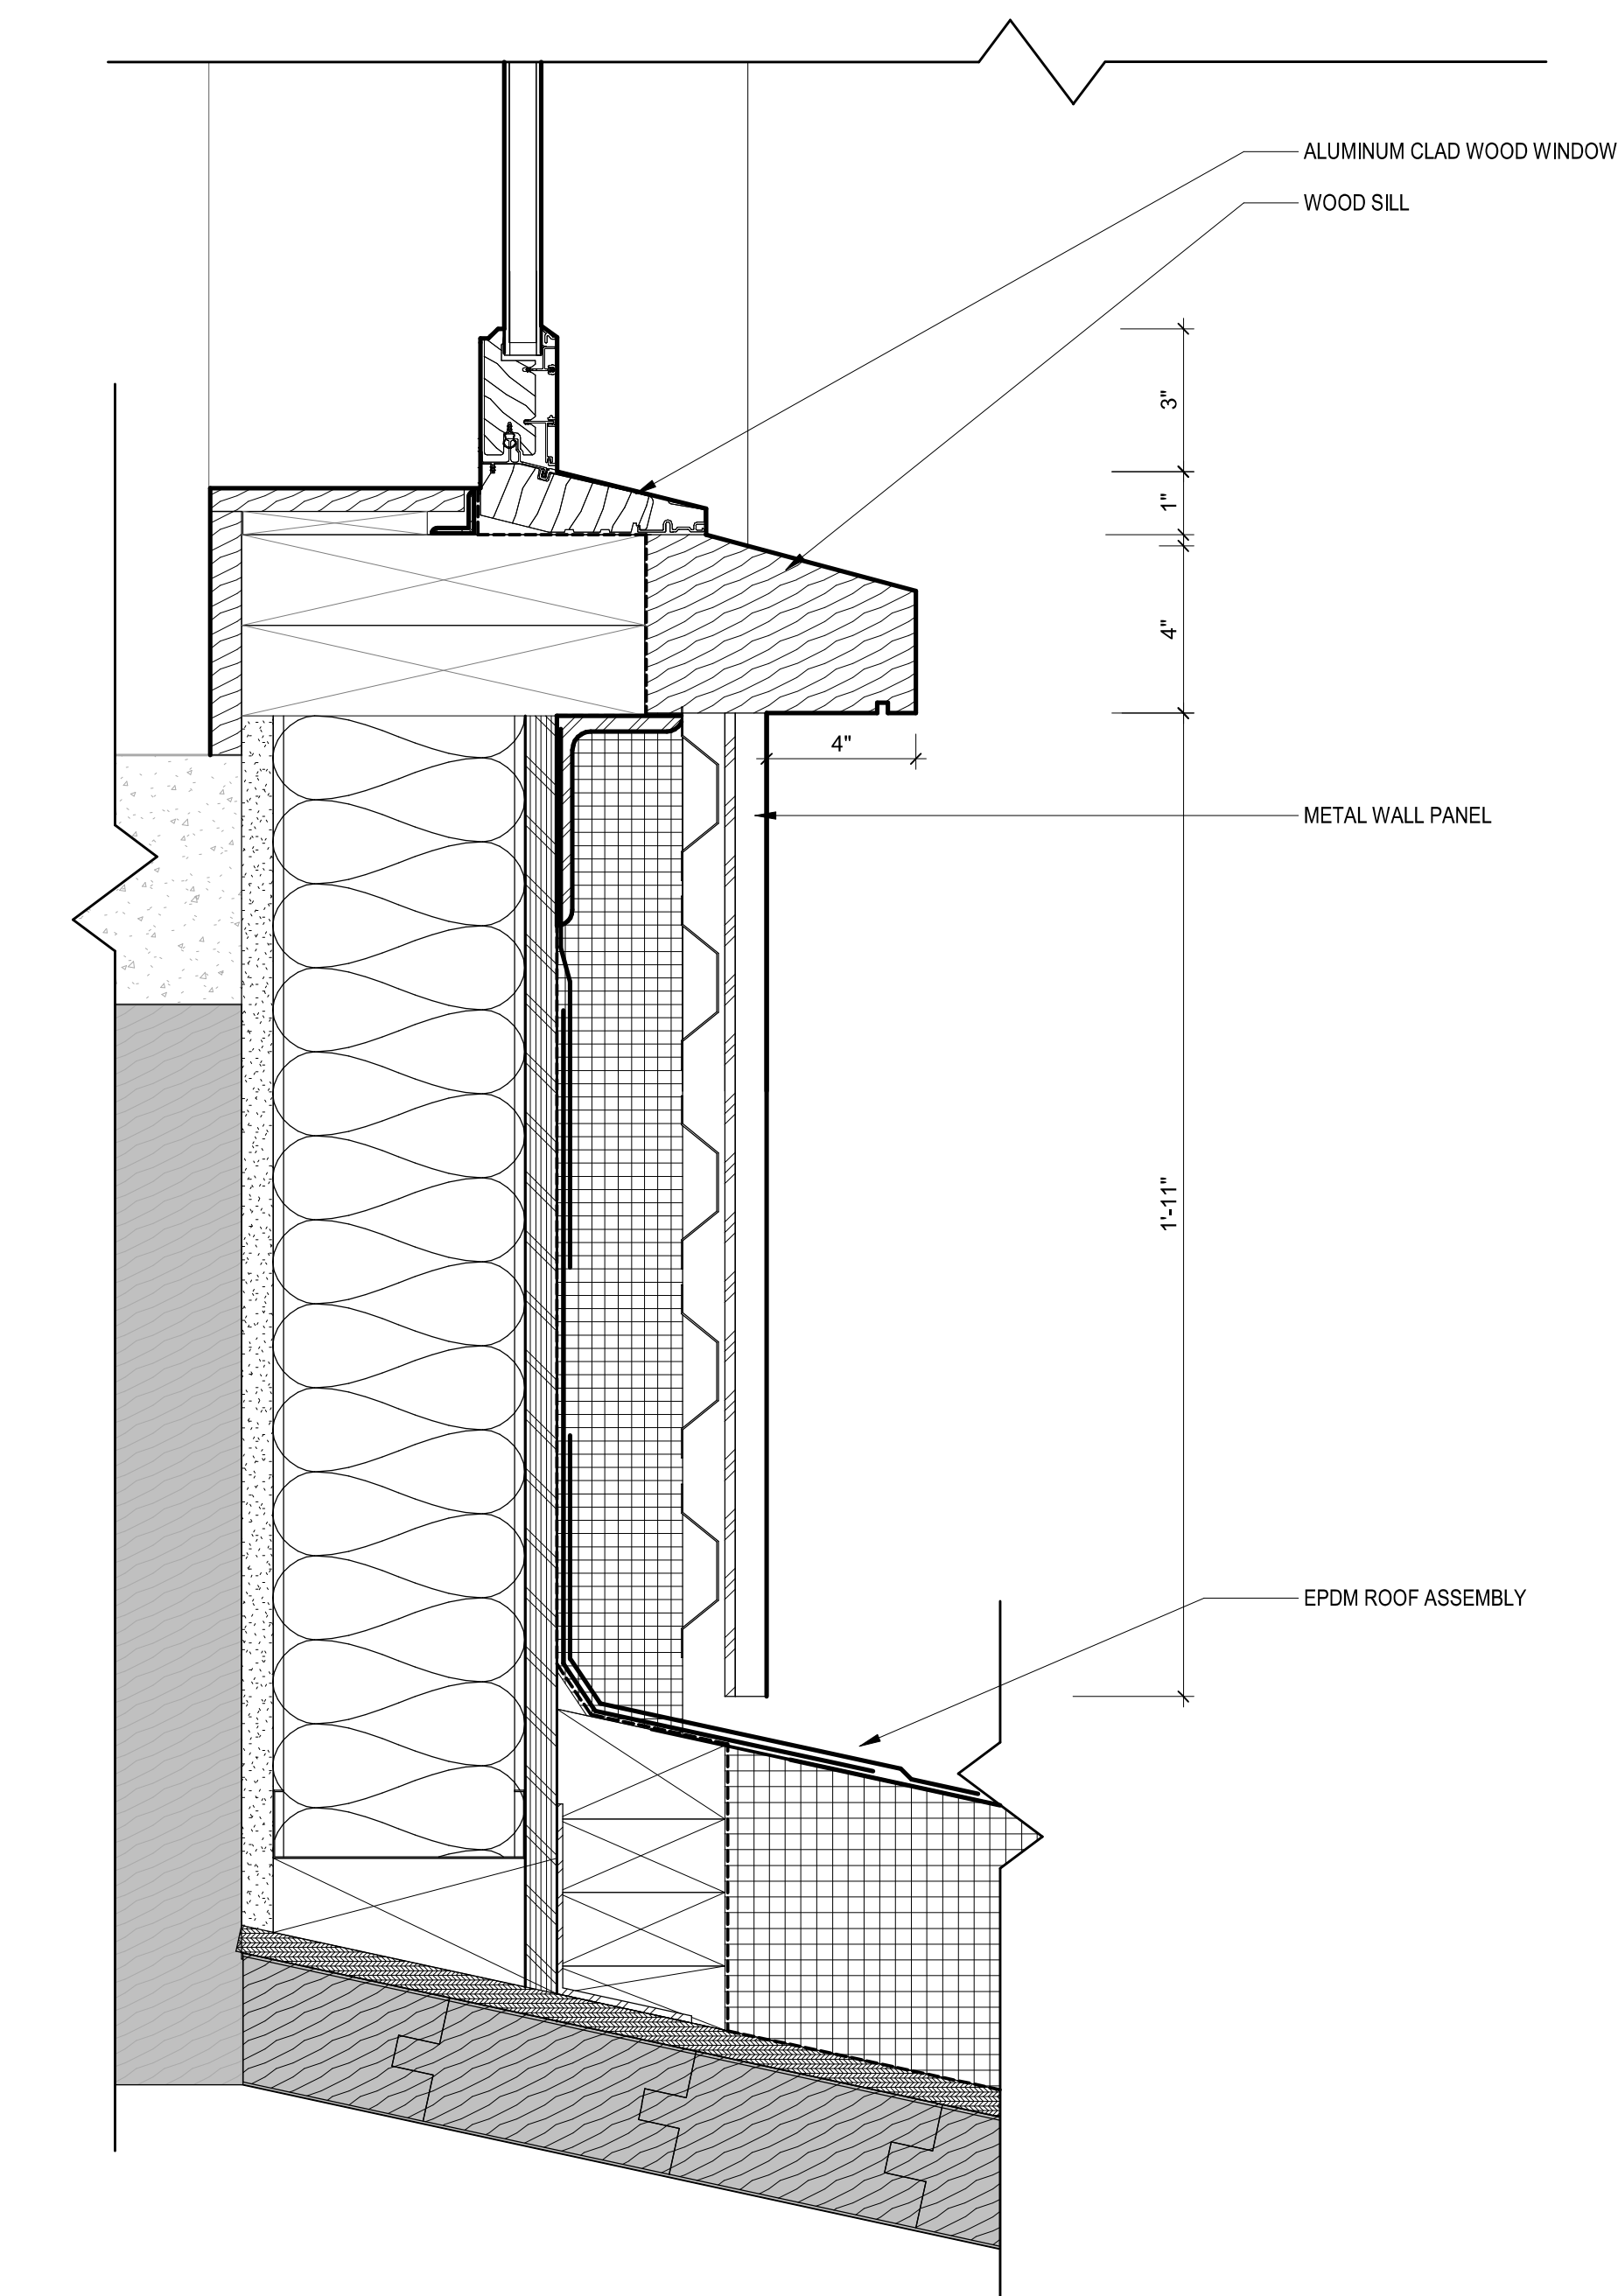 ALUMINUM CLAD WOOD WINDOW
WOOD SILL
3"
1"
4"
4"
METAL WALL PANEL
1'-11"
EPDM ROOF ASSEMBLY